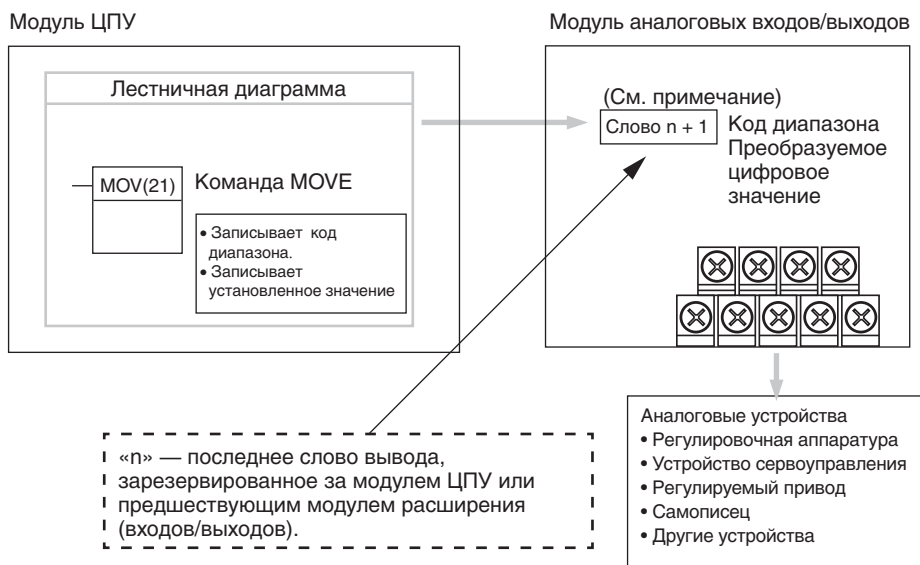 Модуль ЦПУ
Лестничная диаграмма
MOV(21)
Команда MOVE
• Записывает код
диапазона.
• Записывает
установленное значение
Модуль аналоговых входов/выходов
(См. примечание)
Слово n + 1
Код диапазона
Преобразуемое
цифровое
значение
«n» — последнее слово вывода,
зарезервированное за модулем ЦПУ или
предшествующим модулем расширения
(входов/выходов).
Аналоговые устройства
• Регулировочная аппаратура
• Устройство сервоуправления
• Регулируемый привод
• Самописец
• Другие устройства